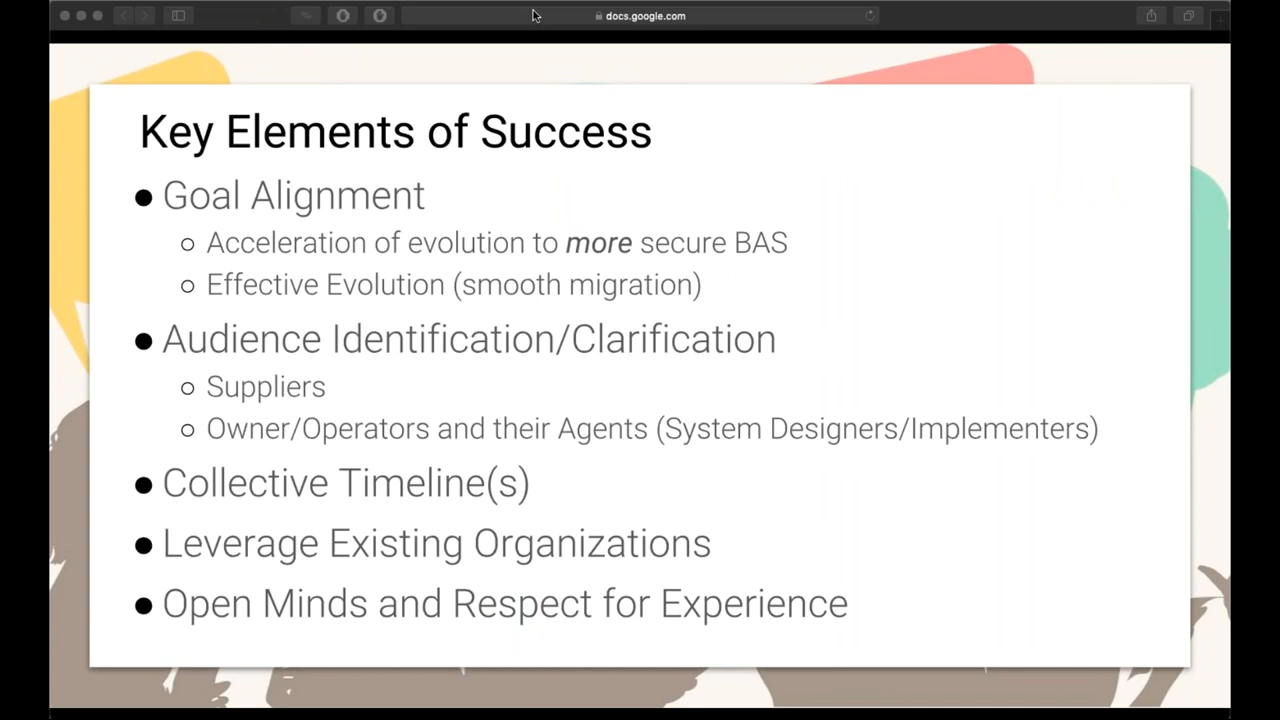 docs.google.com
Key Elements of Success
● Goal Alignment
○ Acceleration of evolution to more secure BAS
○ Effective Evolution (smooth migration)
● Audience Identification/Clarification
○ Suppliers
○ Owner/Operators and their Agents (System Designers/Implementers)
● Collective Timeline(s)
● Leverage Existing Organizations
● Open Minds and Respect for Experience